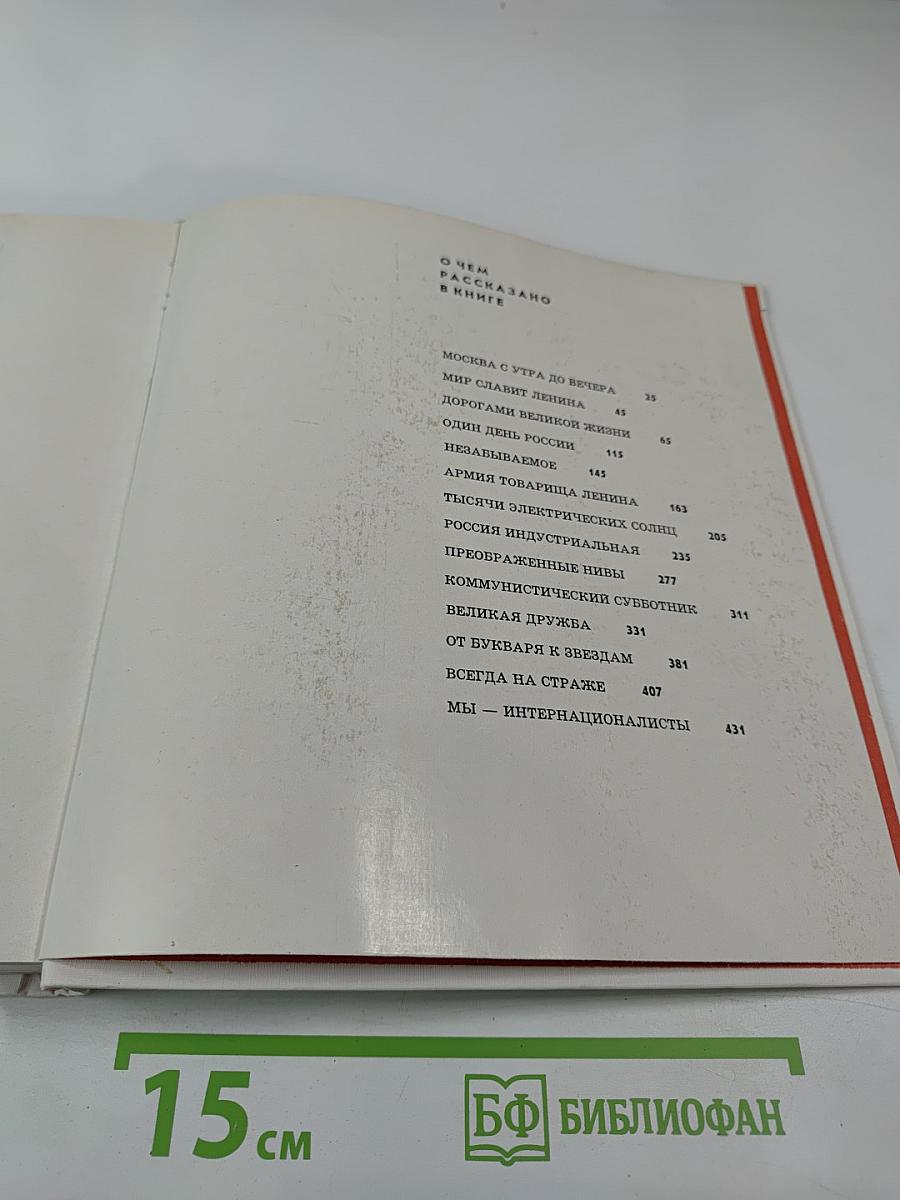 О ЧЕМ
РАССКАЗАНО
В КНИГЕ
МОСКВА С УТРА ДО ВЕЧЕРА 25
МИР СЛАВИТ ЛЕНИНА 45
ДОРОГАМИ ВЕЛИКОЙ ЖИЗНИ 65
ОДИН ДЕНЬ РОССИИ 115
НЕЗАБЫВАЕМОЕ 145
АРМИЯ ТОВАРИЩА ЛЕНИНА 163
ТЫСЯЧИ ЭЛЕКТРИЧЕСКИХ СОЛНЦ 205
РОССИЯ ИНДУСТРИАЛЬНАЯ 235
ПРЕОБРАЖЕННЫЕ НИВЫ 277
КОММУНИСТИЧЕСКИЙ СУББОТНИК 311
ВЕЛИКАЯ ДРУЖБА 331
ОТ БУКВАРЯ К ЗВЕЗДАМ 381
ВСЕГДА НА СТРАЖЕ 407
МЫ — ИНТЕРНАЦИОНАЛИСТЫ 431
15 см
БФ БИБЛИОФАН